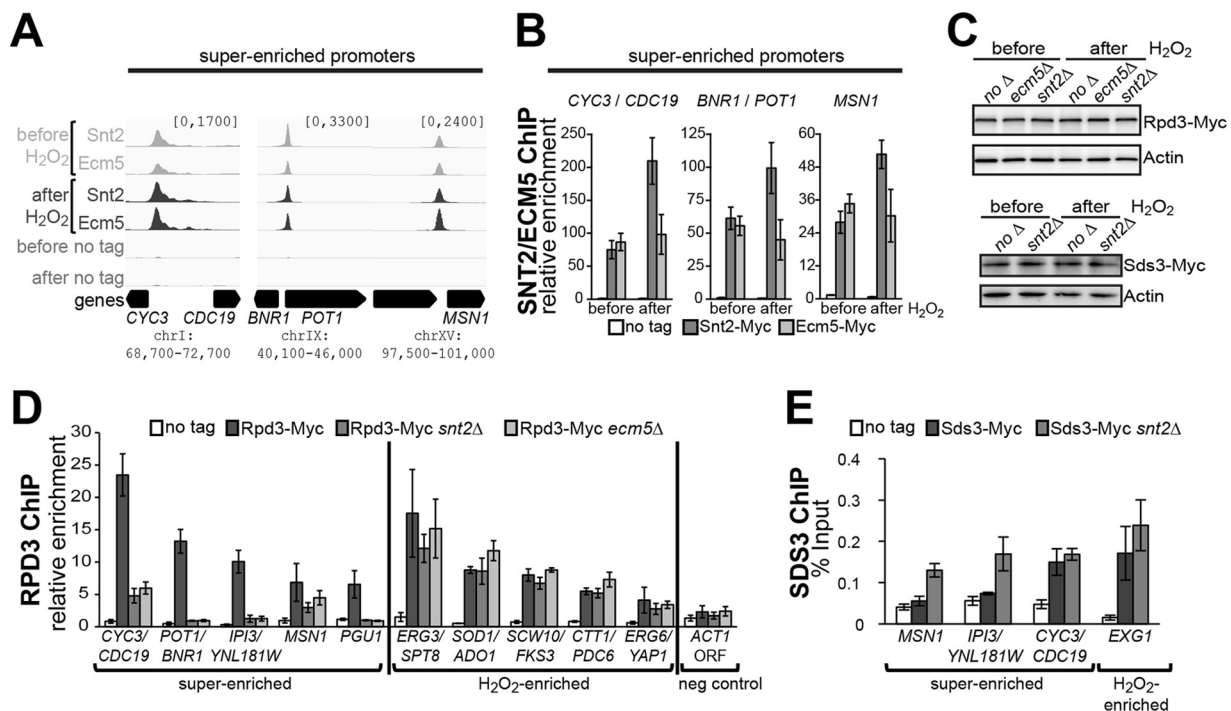 A
super-enriched promoters
[0,1700] [0,3300] [0,2400]
before H₂O₂ Snt2
Ecm5
after H₂O₂ Snt2
Ecm5
before no tag
after no tag
genes
CYC3 CDC19 BNR1 POT1 MSN1
chrI: chrIX: chrXV:
68,700-72,700 40,100-46,000 97,500-101,000
B
super-enriched promoters
CYC3 / CDC19 BNR1 / POT1 MSN1
SNT2/ECM5 ChIP
relative enrichment
250
200
150
100
50
0
125
100
75
50
25
0
60
48
36
24
12
0
before after before after before after H₂O₂
no tag Snt2-Myc Ecm5-Myc
C
before after H₂O₂
no Δ ecm5Δ snt2Δ no Δ ecm5Δ snt2Δ
Rpd3-Myc
Actin
before after H₂O₂
no Δ snt2Δ no Δ snt2Δ
Sds3-Myc
Actin
D
no tag Rpd3-Myc Rpd3-Myc snt2Δ Rpd3-Myc ecm5Δ
RPD3 ChIP
relative enrichment
30
25
20
15
10
5
0
CYC3/ POT1/ IPI3/ MSN1 PGU1 ERG3/ SOD1/ SCW10/ CTT1/ ERG6/ ACT1
CDC19 BNR1 YNL181W SPT8 ADO1 FKS3 PDC6 YAP1 ORF
super-enriched H₂O₂-enriched neg control
E
no tag Sds3-Myc Sds3-Myc snt2Δ
SDS3 ChIP
% Input
0.4
0.3
0.2
0.1
0
MSN1 IPI3/ CYC3/ EXG1
YNL181W CDC19
super-enriched H₂O₂-
enriched